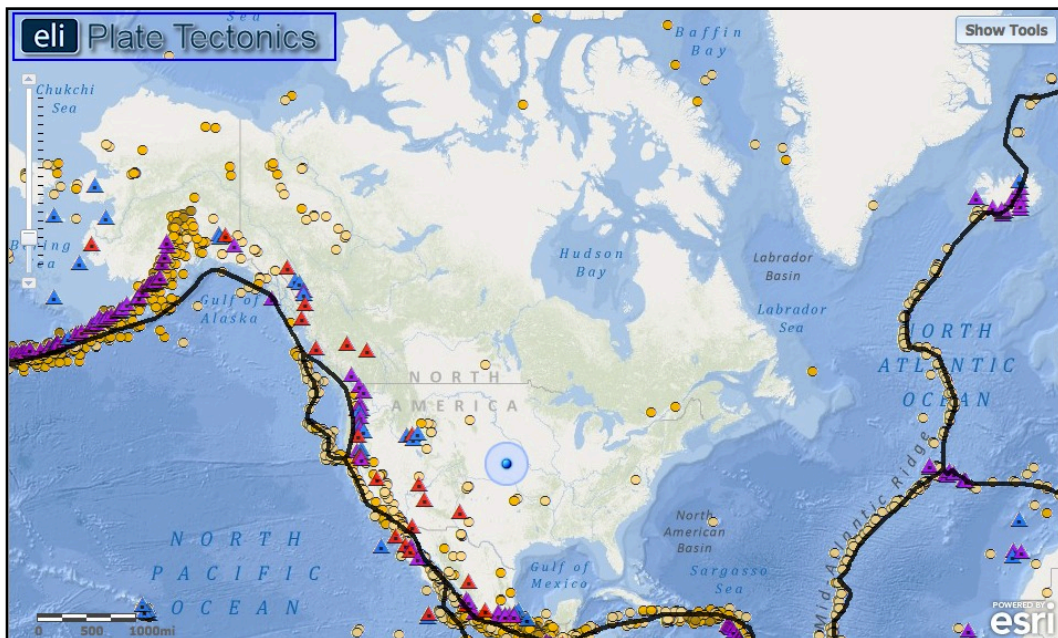 eli Plate Tectonics
Show Tools
Sea
Baffin
Bay
Chukchi
Sea
Hudson
Bay
Labrador
Basin
Labrador
Sea
Gulf of
Alaska
NORTH
AMERICA
NORTH
ATLANTIC
OCEAN
Mid Atlantic Ridge
North
American
Basin
Sargasso
Sea
Gulf of
Mexico
NORTH
PACIFIC
OCEAN
0 500 1000mi
POWERED BY
esri